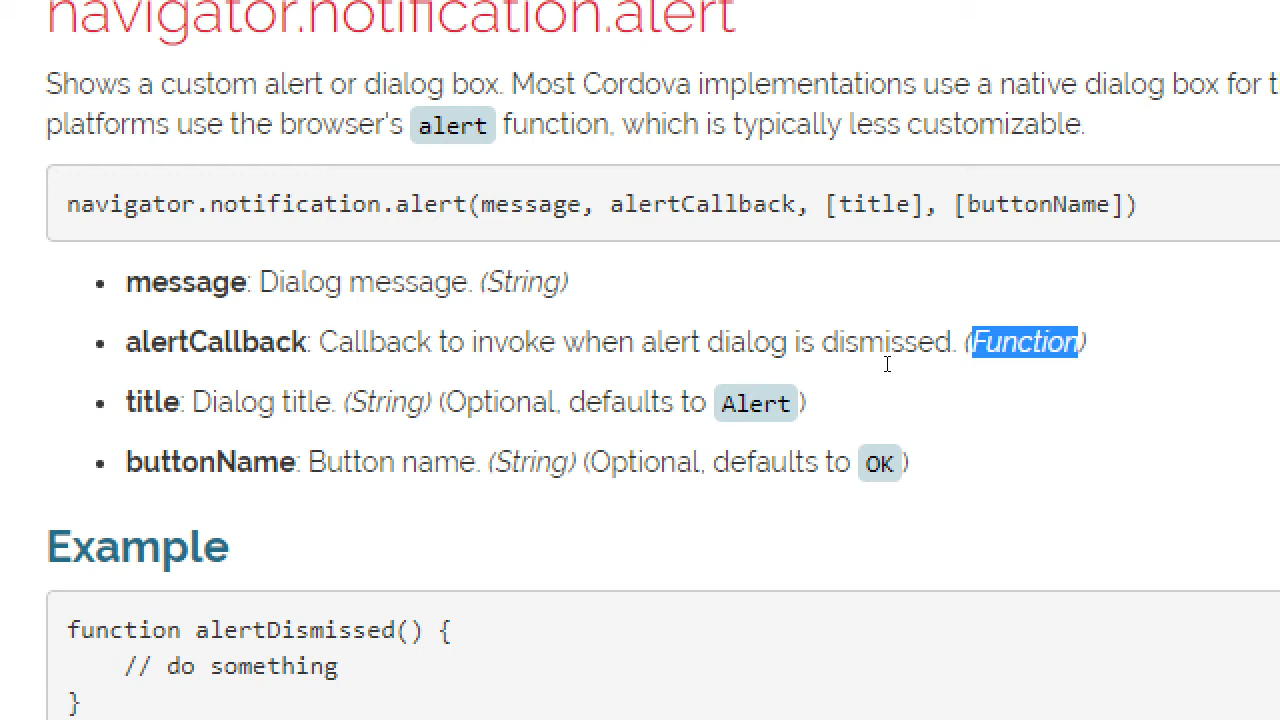 navigator.notification.alert
Shows a custom alert or dialog box. Most Cordova implementations use a native dialog box for
platforms use the browser's alert function, which is typically less customizable.
navigator.notification.alert(message, alertCallback, [title], [buttonName])
• message: Dialog message. (String)
• alertCallback: Callback to invoke when alert dialog is dismissed. (Function)
• title: Dialog title. (String) (Optional, defaults to Alert)
• buttonName: Button name. (String) (Optional, defaults to OK)
Example
function alertDismissed() {
// do something
}